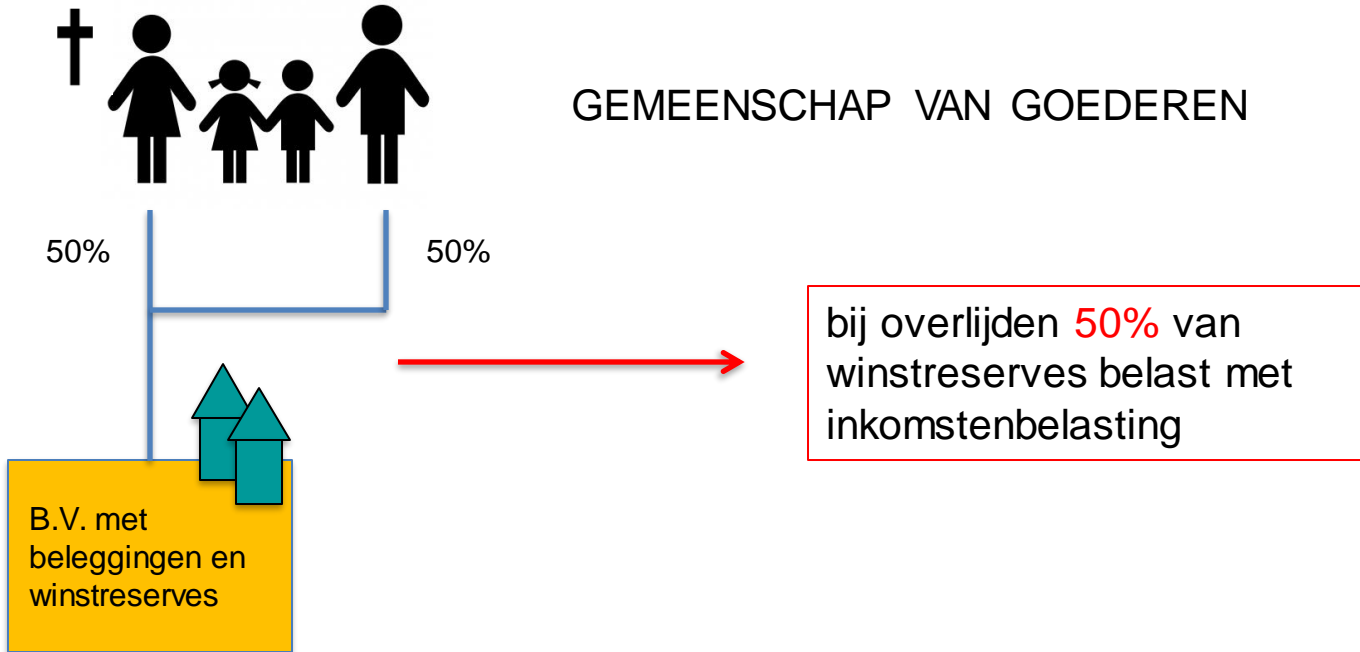 GEMEENSCHAP VAN GOEDEREN
50%
50%
bij overlijden 50% van
winstreserves belast met
inkomstenbelasting
B.V. met
beleggingen en
winstreserves